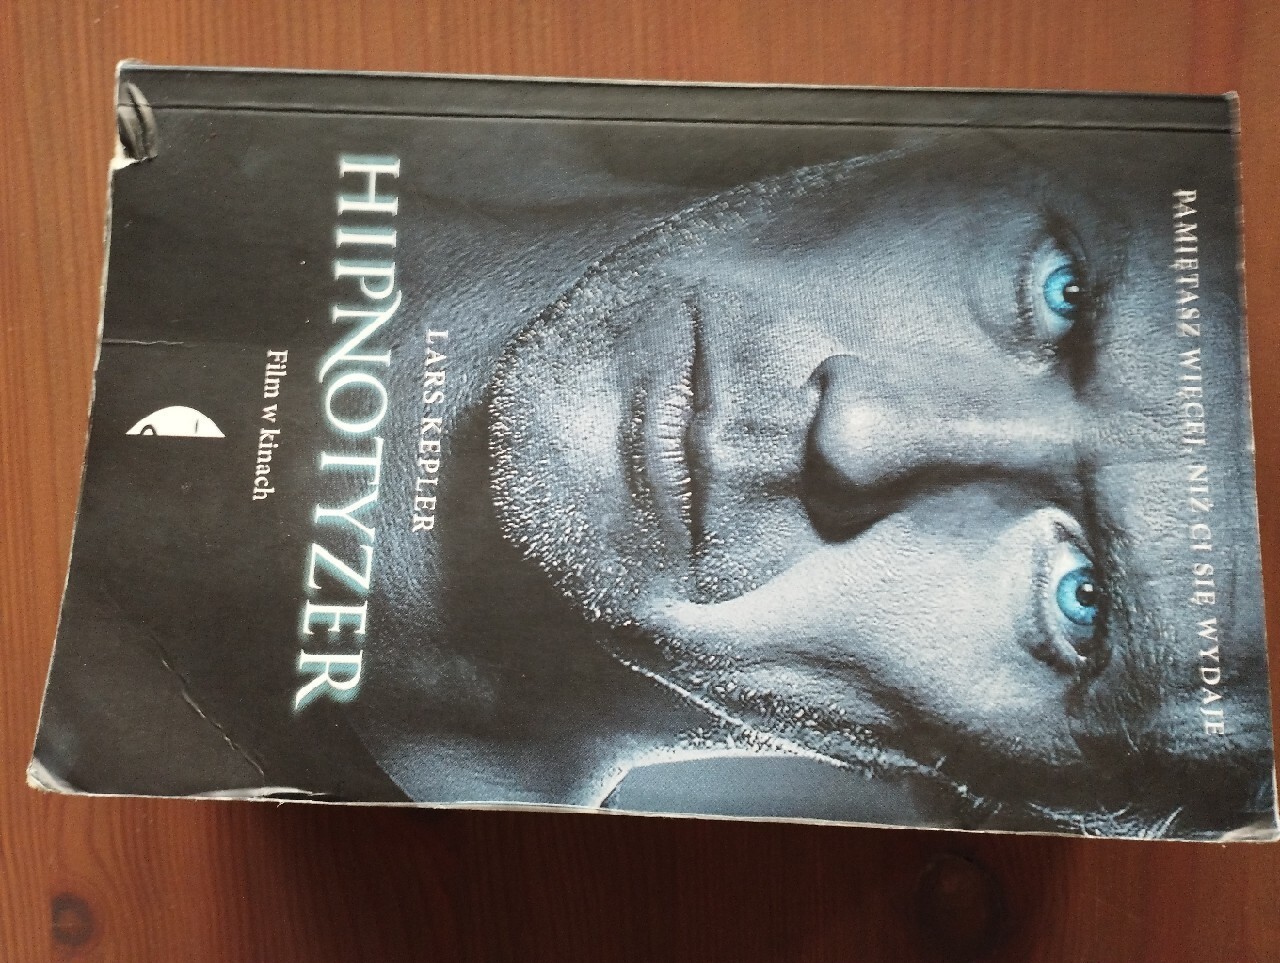 PAMIĘTASZ WIĘCEJ, NIŻ CI SIĘ WYDAJE
LARS KEPLER
HIPNOTYZER
Film w kinach